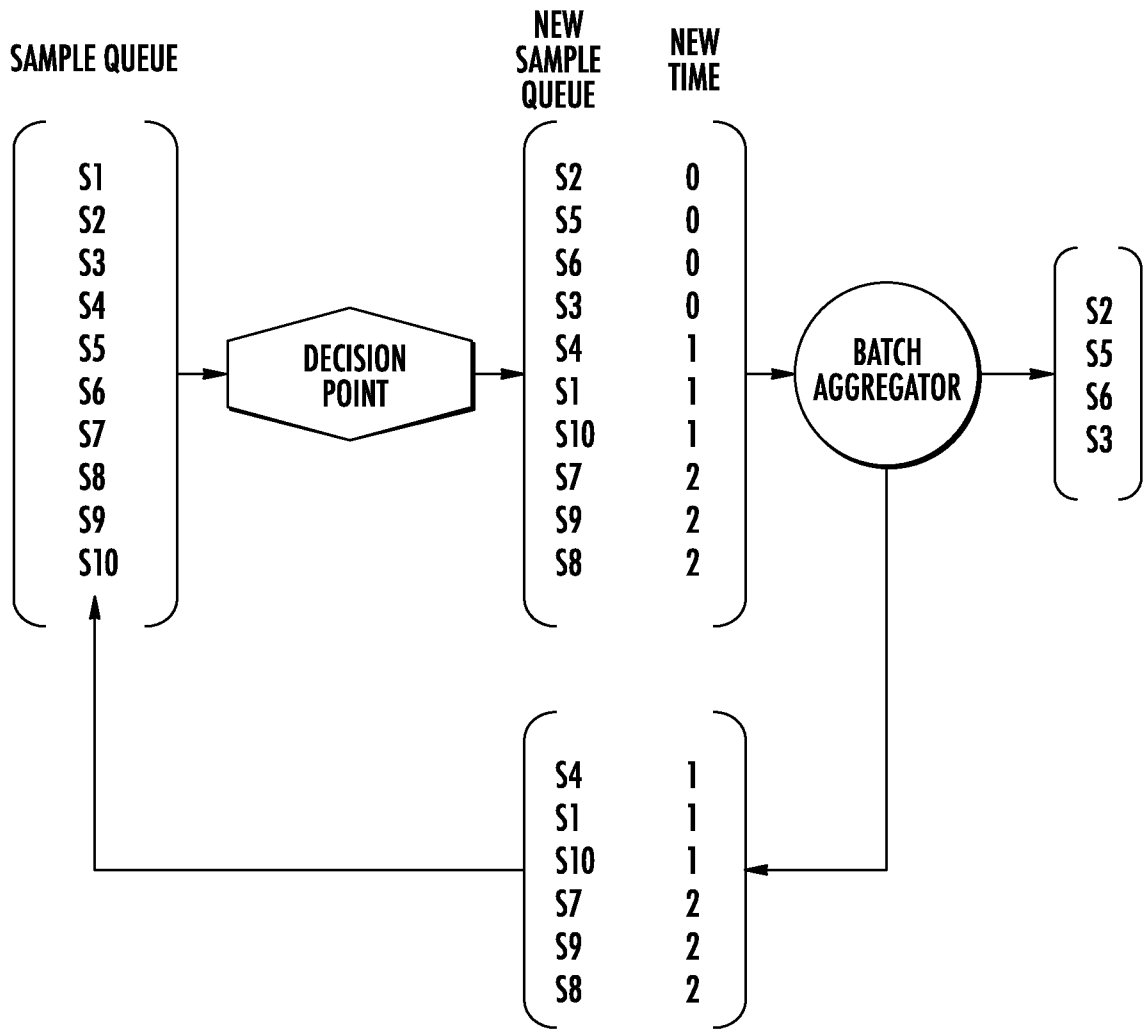 SAMPLE QUEUE
S1
S2
S3
S4
S5
S6
S7
S8
S9
S10
DECISION
POINT
NEW
SAMPLE
QUEUE
NEW
TIME
S2 0
S5 0
S6 0
S3 0
S4 1
S1 1
S10 1
S7 2
S9 2
S8 2
BATCH
AGGREGATOR
S2
S5
S6
S3
S4 1
S1 1
S10 1
S7 2
S9 2
S8 2